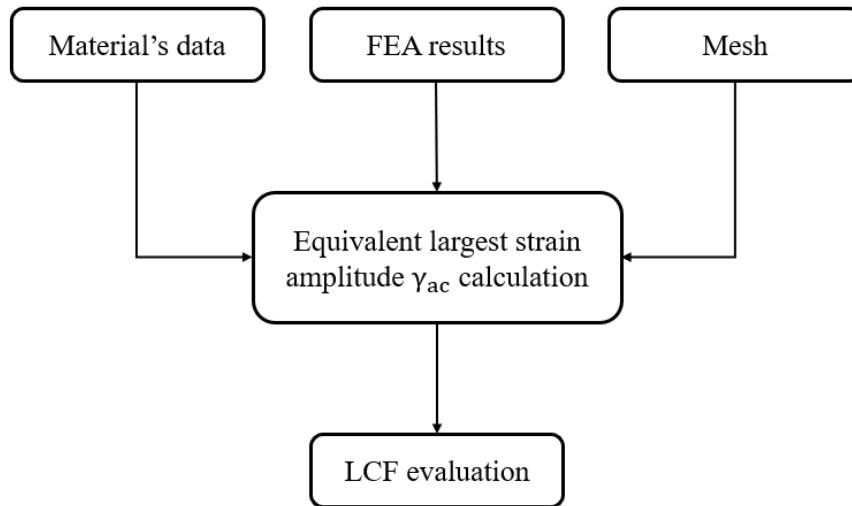 Material’s data
FEA results
Mesh
Equivalent largest strain
amplitude γac calculation
LCF evaluation